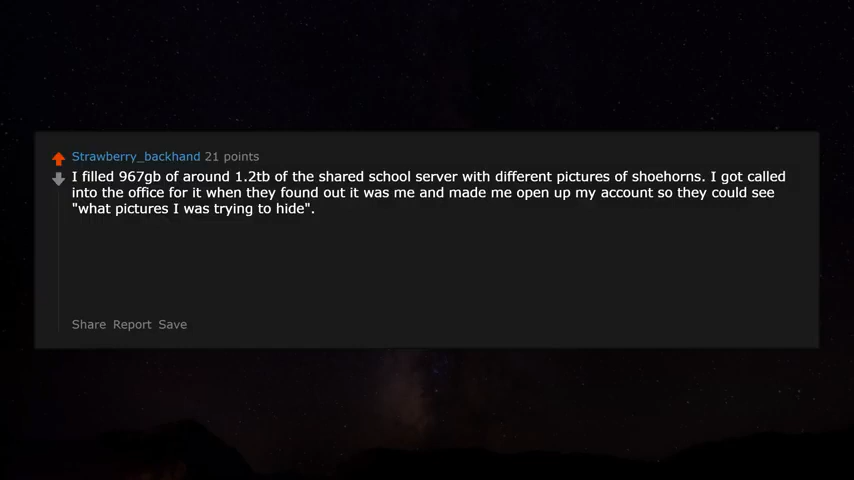 Strawberry_backhand 21 points
I filled 967gb of around 1.2tb of the shared school server with different pictures of shoehorns. I got called
into the office for it when they found out it was me and made me open up my account so they could see
"what pictures I was trying to hide".
Share Report Save